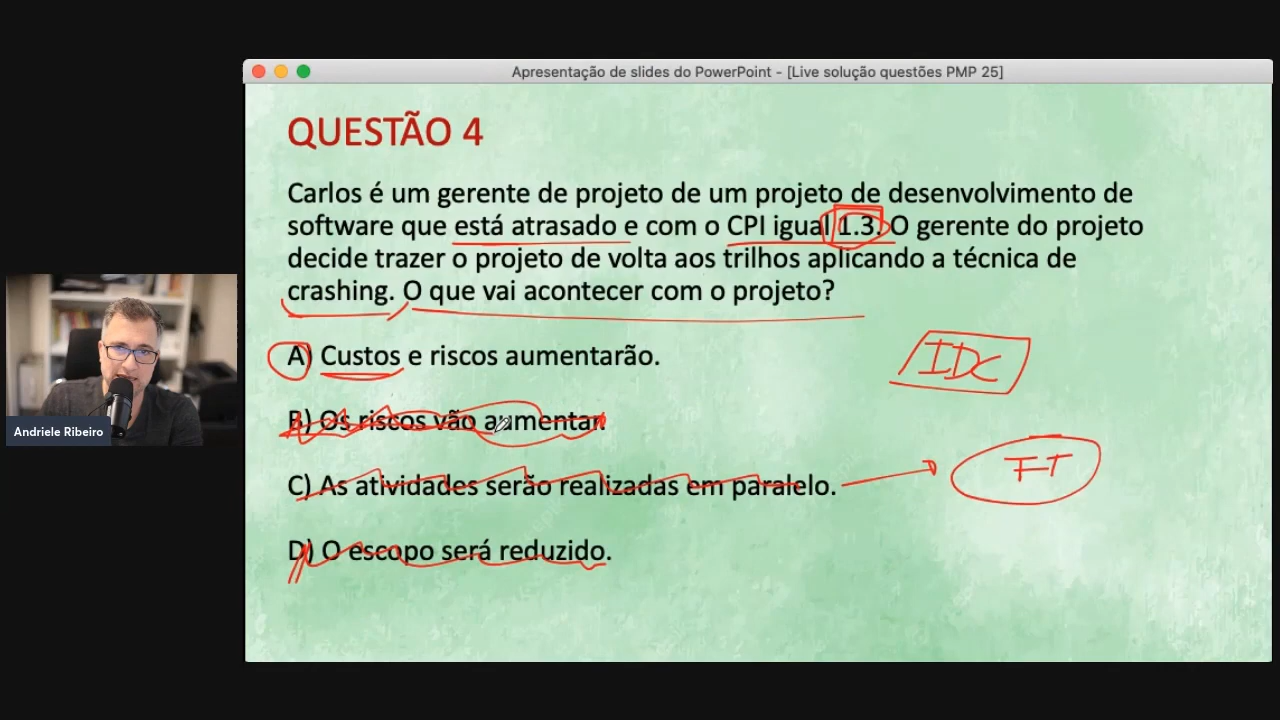 Apresentação de slides do PowerPoint - [Live solução questões PMP 25]
QUESTÃO 4
Carlos é um gerente de projeto de um projeto de desenvolvimento de
software que está atrasado e com o CPI igual 1.3. O gerente do projeto
decide trazer o projeto de volta aos trilhos aplicando a técnica de
crashing. O que vai acontecer com o projeto?
A) Custos e riscos aumentarão.
IDC
B) Os riscos vão aumentar
C) As atividades serão realizadas em paralelo.
FT
D) O escopo será reduzido.
Andriele Ribeiro